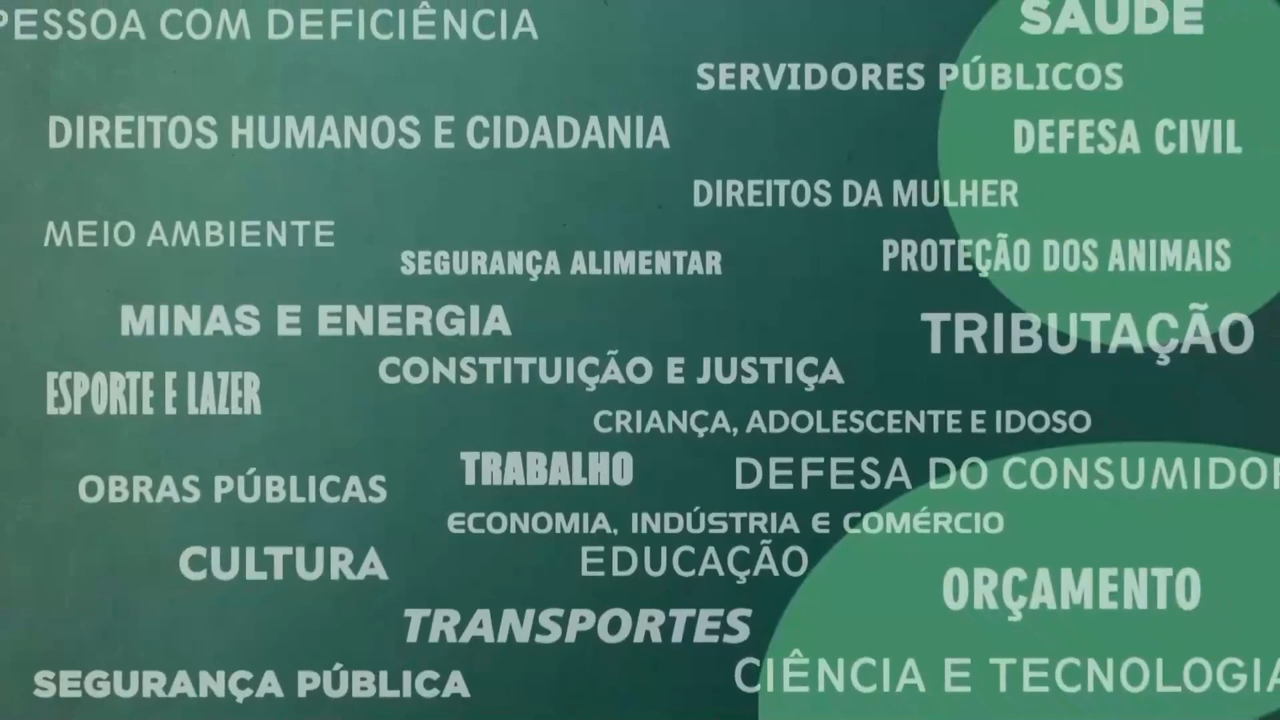 PESSOA COM DEFICIÊNCIA
SAÚDE
SERVIDORES PÚBLICOS
DIREITOS HUMANOS E CIDADANIA
DEFESA CIVIL
DIREITOS DA MULHER
MEIO AMBIENTE
SEGURANÇA ALIMENTAR
PROTEÇÃO DOS ANIMAIS
MINAS E ENERGIA
TRIBUTAÇÃO
CONSTITUIÇÃO E JUSTIÇA
ESPORTE E LAZER
CRIANÇA, ADOLESCENTE E IDOSO
TRABALHO
DEFESA DO CONSUMIDOR
OBRAS PÚBLICAS
ECONOMIA, INDÚSTRIA E COMÉRCIO
CULTURA
EDUCAÇÃO
ORÇAMENTO
TRANSPORTES
CIÊNCIA E TECNOLOGIA
SEGURANÇA PÚBLICA